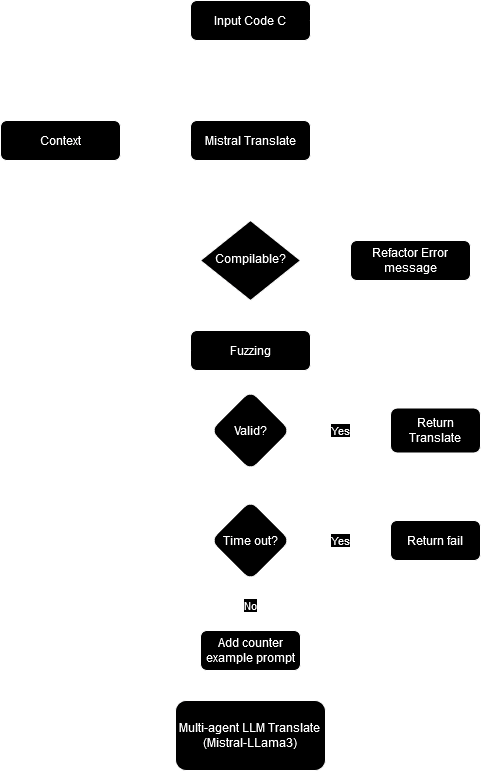 Input Code C
Context
Mistral Translate
Compilable?
Refactor Error
message
Fuzzing
Valid?
Yes
Return
Translate
Time out?
Yes
Return fail
No
Add counter
example prompt
Multi-agent LLM Translate
(Mistral-LLama3)